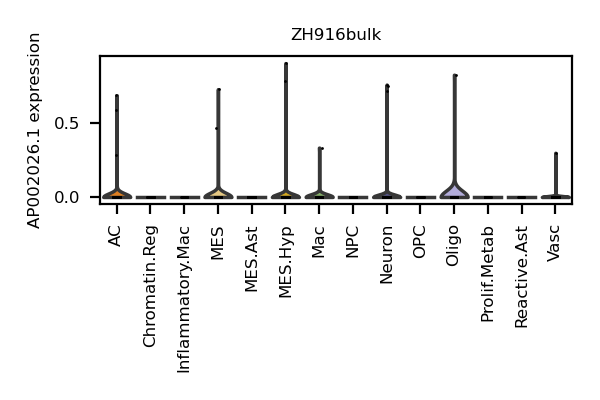 ZH916bulk
AP002026.1 expression
0.5
0.0
AC
Chromatin.Reg
Inflammatory.Mac
MES
MES.Ast
MES.Hyp
Mac
NPC
Neuron
OPC
Oligo
Prolif.Metab
Reactive.Ast
Vasc